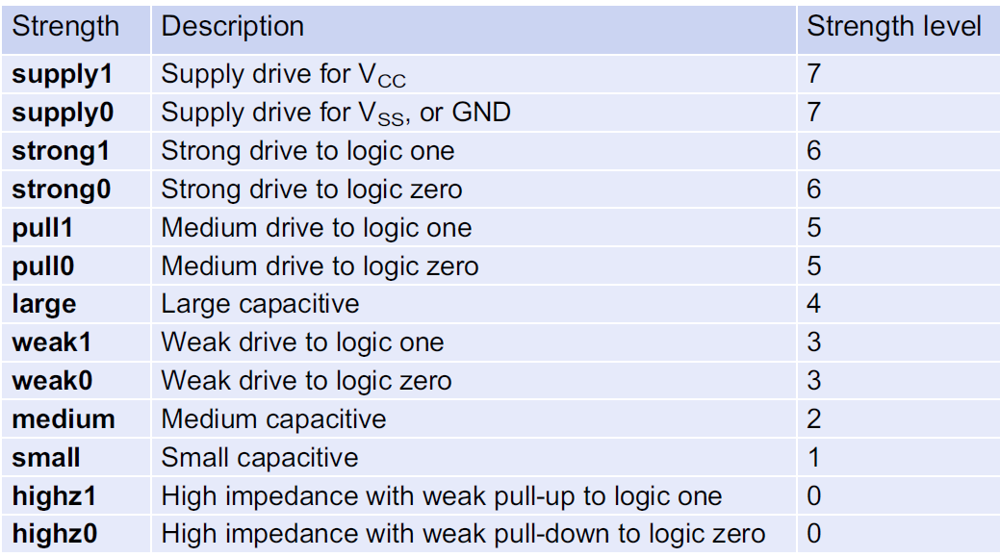 Strength Description Strength level
supply1 Supply drive for VCC 7
supply0 Supply drive for VSS, or GND 7
strong1 Strong drive to logic one 6
strong0 Strong drive to logic zero 6
pull1 Medium drive to logic one 5
pull0 Medium drive to logic zero 5
large Large capacitive 4
weak1 Weak drive to logic one 3
weak0 Weak drive to logic zero 3
medium Medium capacitive 2
small Small capacitive 1
highz1 High impedance with weak pull-up to logic one 0
highz0 High impedance with weak pull-down to logic zero 0